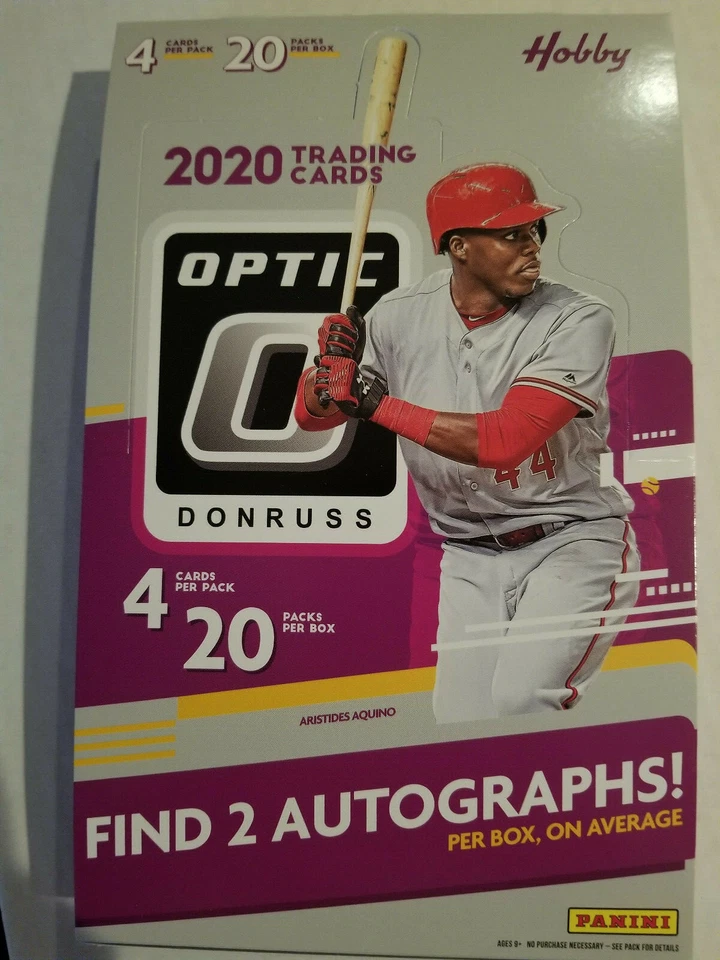 4 CARDS PER PACK 20 PACKS PER BOX
Hobby
2020 TRADING CARDS
OPTIC
O
DONRUSS
44
4 CARDS PER PACK
20 PACKS PER BOX
ARISTIDES AQUINO
FIND 2 AUTOGRAPHS!
PER BOX, ON AVERAGE
PANINI
AGES 9+ NO PURCHASE NECESSARY – SEE PACK FOR DETAILS